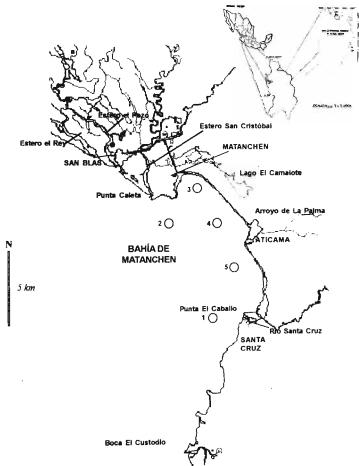 Estero el Pozo
Estero San Cristóbal
Estero el Rey
MATANCHEN
SAN BLAS
Lago El Camalote
3
Punta Caleta
Arroyo de La Palma
2
4
N
BAHÍA DE
MATANCHEN
ATICAMA
5
5 km
Punta El Caballo
1
Río Santa Cruz
SANTA
CRUZ
Boca El Custodio